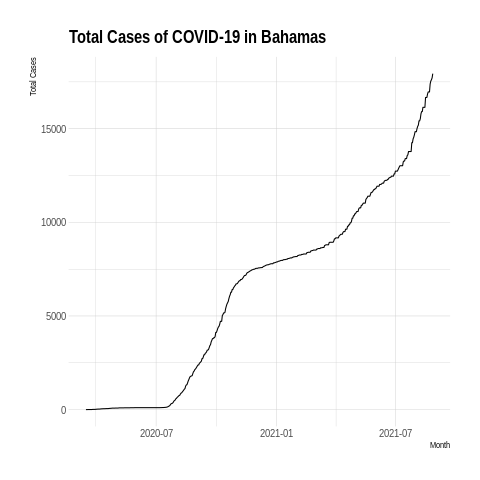 Total Cases of COVID-19 in Bahamas
Total Cases
15000
10000
5000
0
2020-07
2021-01
2021-07
Month